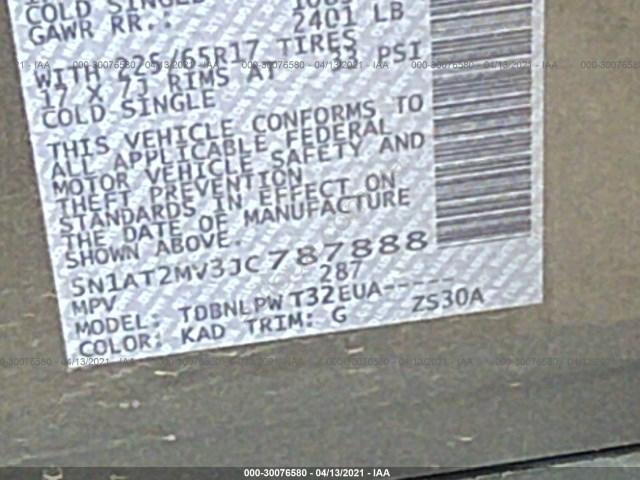 COLD SINGLE
GAWR RR.: 2401 LB
WITH 225/65R17 TIRES
17 X 7J RIMS AT 33 PSI
COLD SINGLE
THIS VEHICLE CONFORMS TO
ALL APPLICABLE FEDERAL
MOTOR VEHICLE SAFETY AND
THEFT PREVENTION
STANDARDS IN EFFECT ON
THE DATE OF MANUFACTURE
SHOWN ABOVE.
5N1AT2MV3JC787888
MPV 287
MODEL: TDBNLPW T32EUA-----
COLOR: KAD TRIM: G ZS30A
000-30076580 - 04/13/2021 - IAA